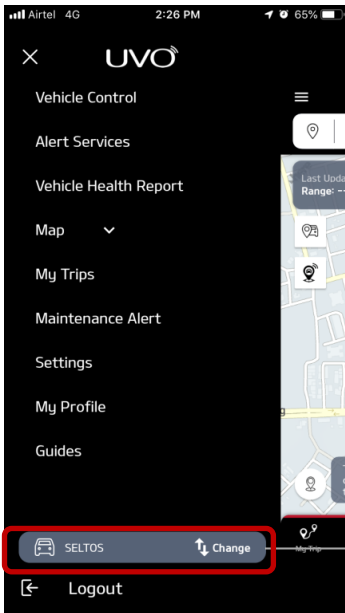 Airtel 4G 2:26 PM 65%
UVO
Vehicle Control
Alert Services
Last Upda
Vehicle Health Report
Range: --
Map
My Trips
Maintenance Alert
Settings
My Profile
Guides
SELTOS Change
My Trip
Logout